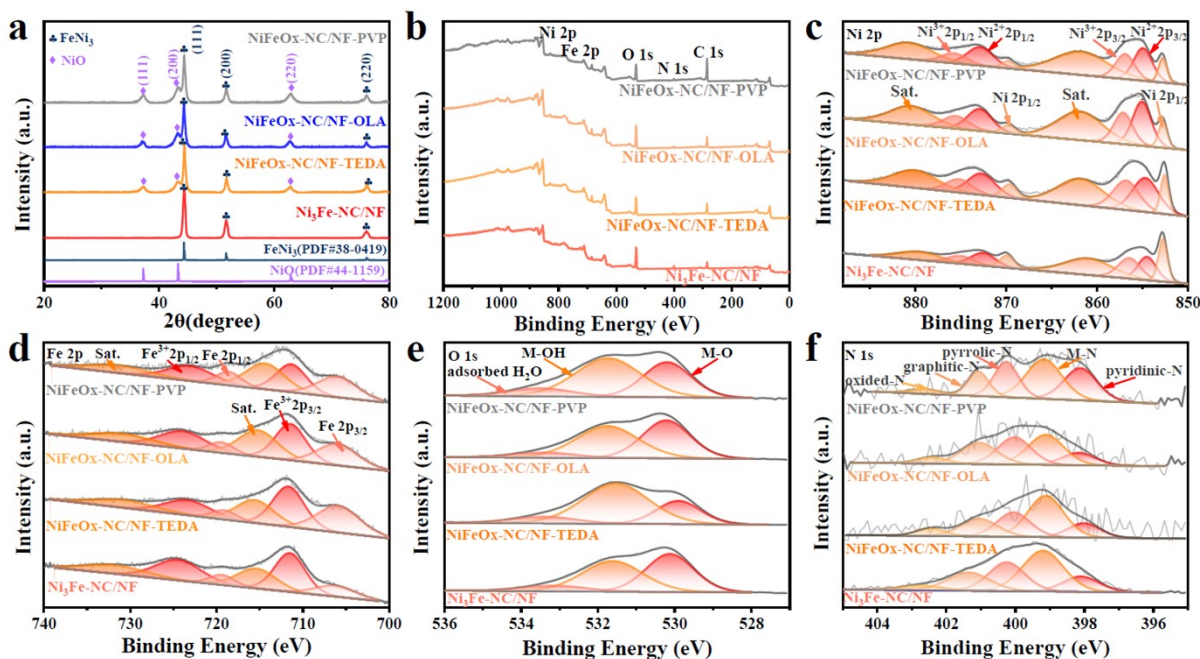 a
♣ FeNi₃
♦ NiO
(111)
(200)
(111)
(200)
(220)
(220)
NiFeOx-NC/NF-PVP
NiFeOx-NC/NF-OLA
NiFeOx-NC/NF-TEDA
Ni₃Fe-NC/NF
FeNi₃(PDF#38-0419)
NiO(PDF#44-1159)
Intensity (a.u.)
20 40 60 80
2θ(degree)
b
Ni 2p
Fe 2p
O 1s
N 1s
C 1s
NiFeOx-NC/NF-PVP
NiFeOx-NC/NF-OLA
NiFeOx-NC/NF-TEDA
Ni₃Fe-NC/NF
Intensity (a.u.)
1200 1000 800 600 400 200 0
Binding Energy (eV)
c
Ni 2p
Ni³⁺2p₁/₂
Ni²⁺2p₁/₂
Ni³⁺2p₃/₂
Ni²⁺2p₃/₂
NiFeOx-NC/NF-PVP
Sat.
Ni 2p₁/₂
Sat.
Ni 2p₁/₂
NiFeOx-NC/NF-OLA
NiFeOx-NC/NF-TEDA
Ni₃Fe-NC/NF
Intensity (a.u.)
880 870 860 850
Binding Energy (eV)
d
Fe 2p
Sat.
Fe³⁺2p₁/₂
Fe 2p₁/₂
NiFeOx-NC/NF-PVP
Sat.
Fe³⁺2p₃/₂
Fe 2p₃/₂
NiFeOx-NC/NF-OLA
NiFeOx-NC/NF-TEDA
Ni₃Fe-NC/NF
Intensity (a.u.)
740 730 720 710 700
Binding Energy (eV)
e
O 1s
M-OH
M-O
adsorbed H₂O
NiFeOx-NC/NF-PVP
NiFeOx-NC/NF-OLA
NiFeOx-NC/NF-TEDA
Ni₃Fe-NC/NF
Intensity (a.u.)
536 534 532 530 528
Binding Energy (eV)
f
N 1s
pyrrolic-N
M-N
graphitic-N
oxided-N
pyridinic-N
NiFeOx-NC/NF-PVP
NiFeOx-NC/NF-OLA
NiFeOx-NC/NF-TEDA
Ni₃Fe-NC/NF
Intensity (a.u.)
404 402 400 398 396
Binding Energy (eV)